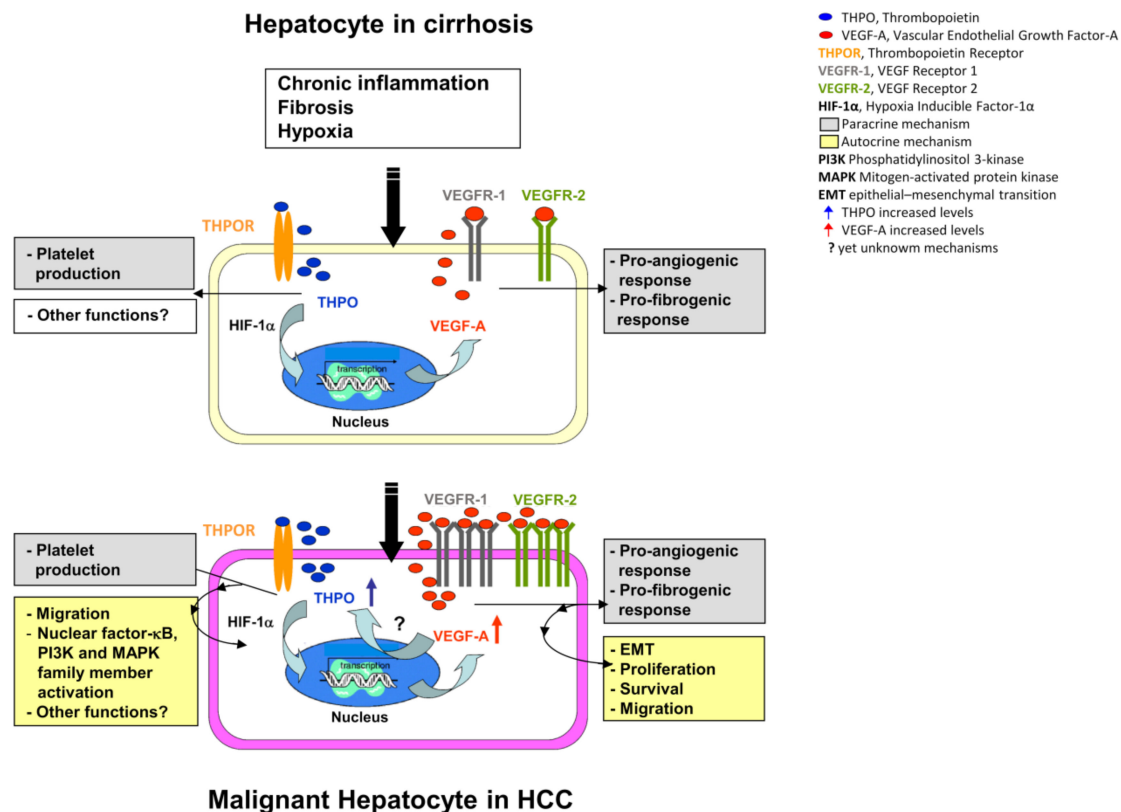 Hepatocyte in cirrhosis
Chronic inflammation
Fibrosis
Hypoxia
THPO, Thrombopoietin
VEGF-A, Vascular Endothelial Growth Factor-A
THPOR, Thrombopoietin Receptor
VEGFR-1, VEGF Receptor 1
VEGFR-2, VEGF Receptor 2
HIF-1α, Hypoxia Inducible Factor-1α
Paracrine mechanism
Autocrine mechanism
PI3K Phosphatidylinositol 3-kinase
MAPK Mitogen-activated protein kinase
EMT epithelial–mesenchymal transition
THPO increased levels
VEGF-A increased levels
? yet unknowm mechanisms
VEGFR-1
VEGFR-2
THPOR
- Platelet
production
- Other functions?
THPO
HIF-1α
VEGF-A
transcription
Nucleus
- Pro-angiogenic
response
- Pro-fibrogenic
response
VEGFR-1
VEGFR-2
THPOR
- Platelet
production
- Migration
- Nuclear factor-κB,
PI3K and MAPK
family member
activation
- Other functions?
THPO
HIF-1α
?
VEGF-A
transcription
Nucleus
- Pro-angiogenic
response
- Pro-fibrogenic
response
- EMT
- Proliferation
- Survival
- Migration
Malignant Hepatocyte in HCC